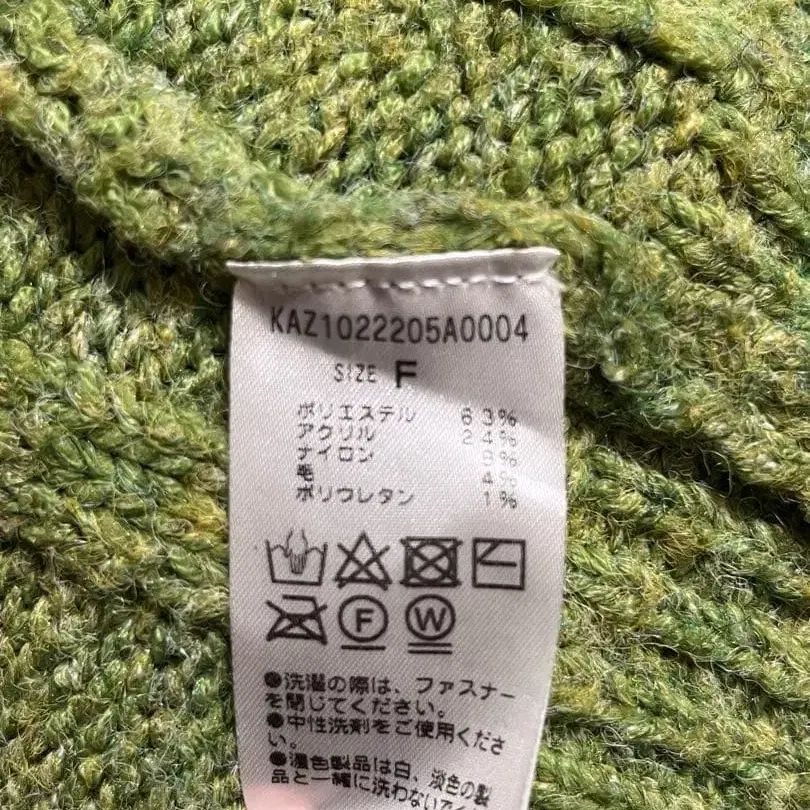 KAZ1022205A0004
SIZE F
ポリエステル 63%
アクリル 24%
ナイロン 8%
毛 4%
ポリウレタン 1%
F W
●洗濯の際は、ファスナー
を閉じてください。
●中性洗剤をご使用くださ
い。
●濃色製品は白、淡色の製
品と一緒に洗わないで